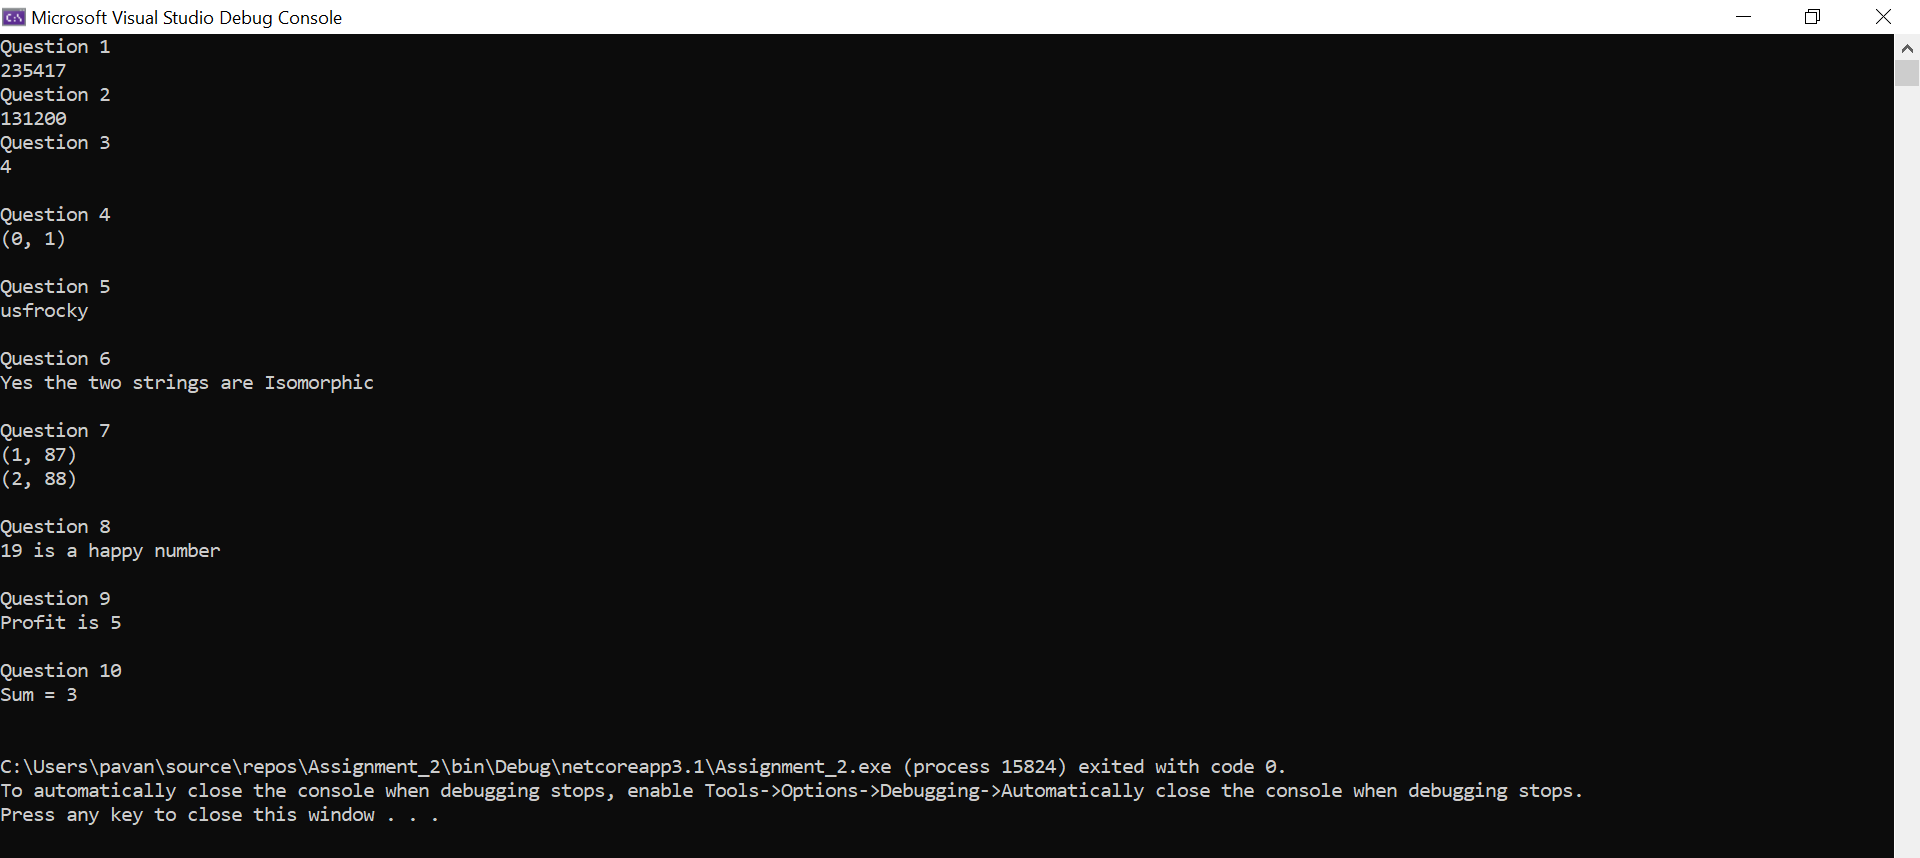 Microsoft Visual Studio Debug Console
Question 1
235417
Question 2
131200
Question 3
4
Question 4
(0, 1)
Question 5
usfrocky
Question 6
Yes the two strings are Isomorphic
Question 7
(1, 87)
(2, 88)
Question 8
19 is a happy number
Question 9
Profit is 5
Question 10
Sum = 3
C:\Users\pavan\source\repos\Assignment_2\bin\Debug\netcoreapp3.1\Assignment_2.exe (process 15824) exited with code 0.
To automatically close the console when debugging stops, enable Tools->Options->Debugging->Automatically close the console when debugging stops.
Press any key to close this window . . .